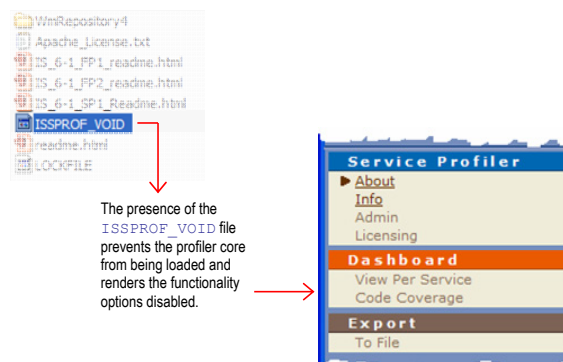 WmRepository4
Apache_License.txt
IS_6-1_FP1_readme.html
IS_6-1_FP2_readme.html
IS_6-1_SP1_Readme.html
ISSPROF_VOID
readme.html
LOCKFILE
The presence of the
ISSPROF_VOID file
prevents the profiler core
from being loaded and
renders the functionality
options disabled.
Service Profiler
About
Info
Admin
Licensing
Dashboard
View Per Service
Code Coverage
Export
To File